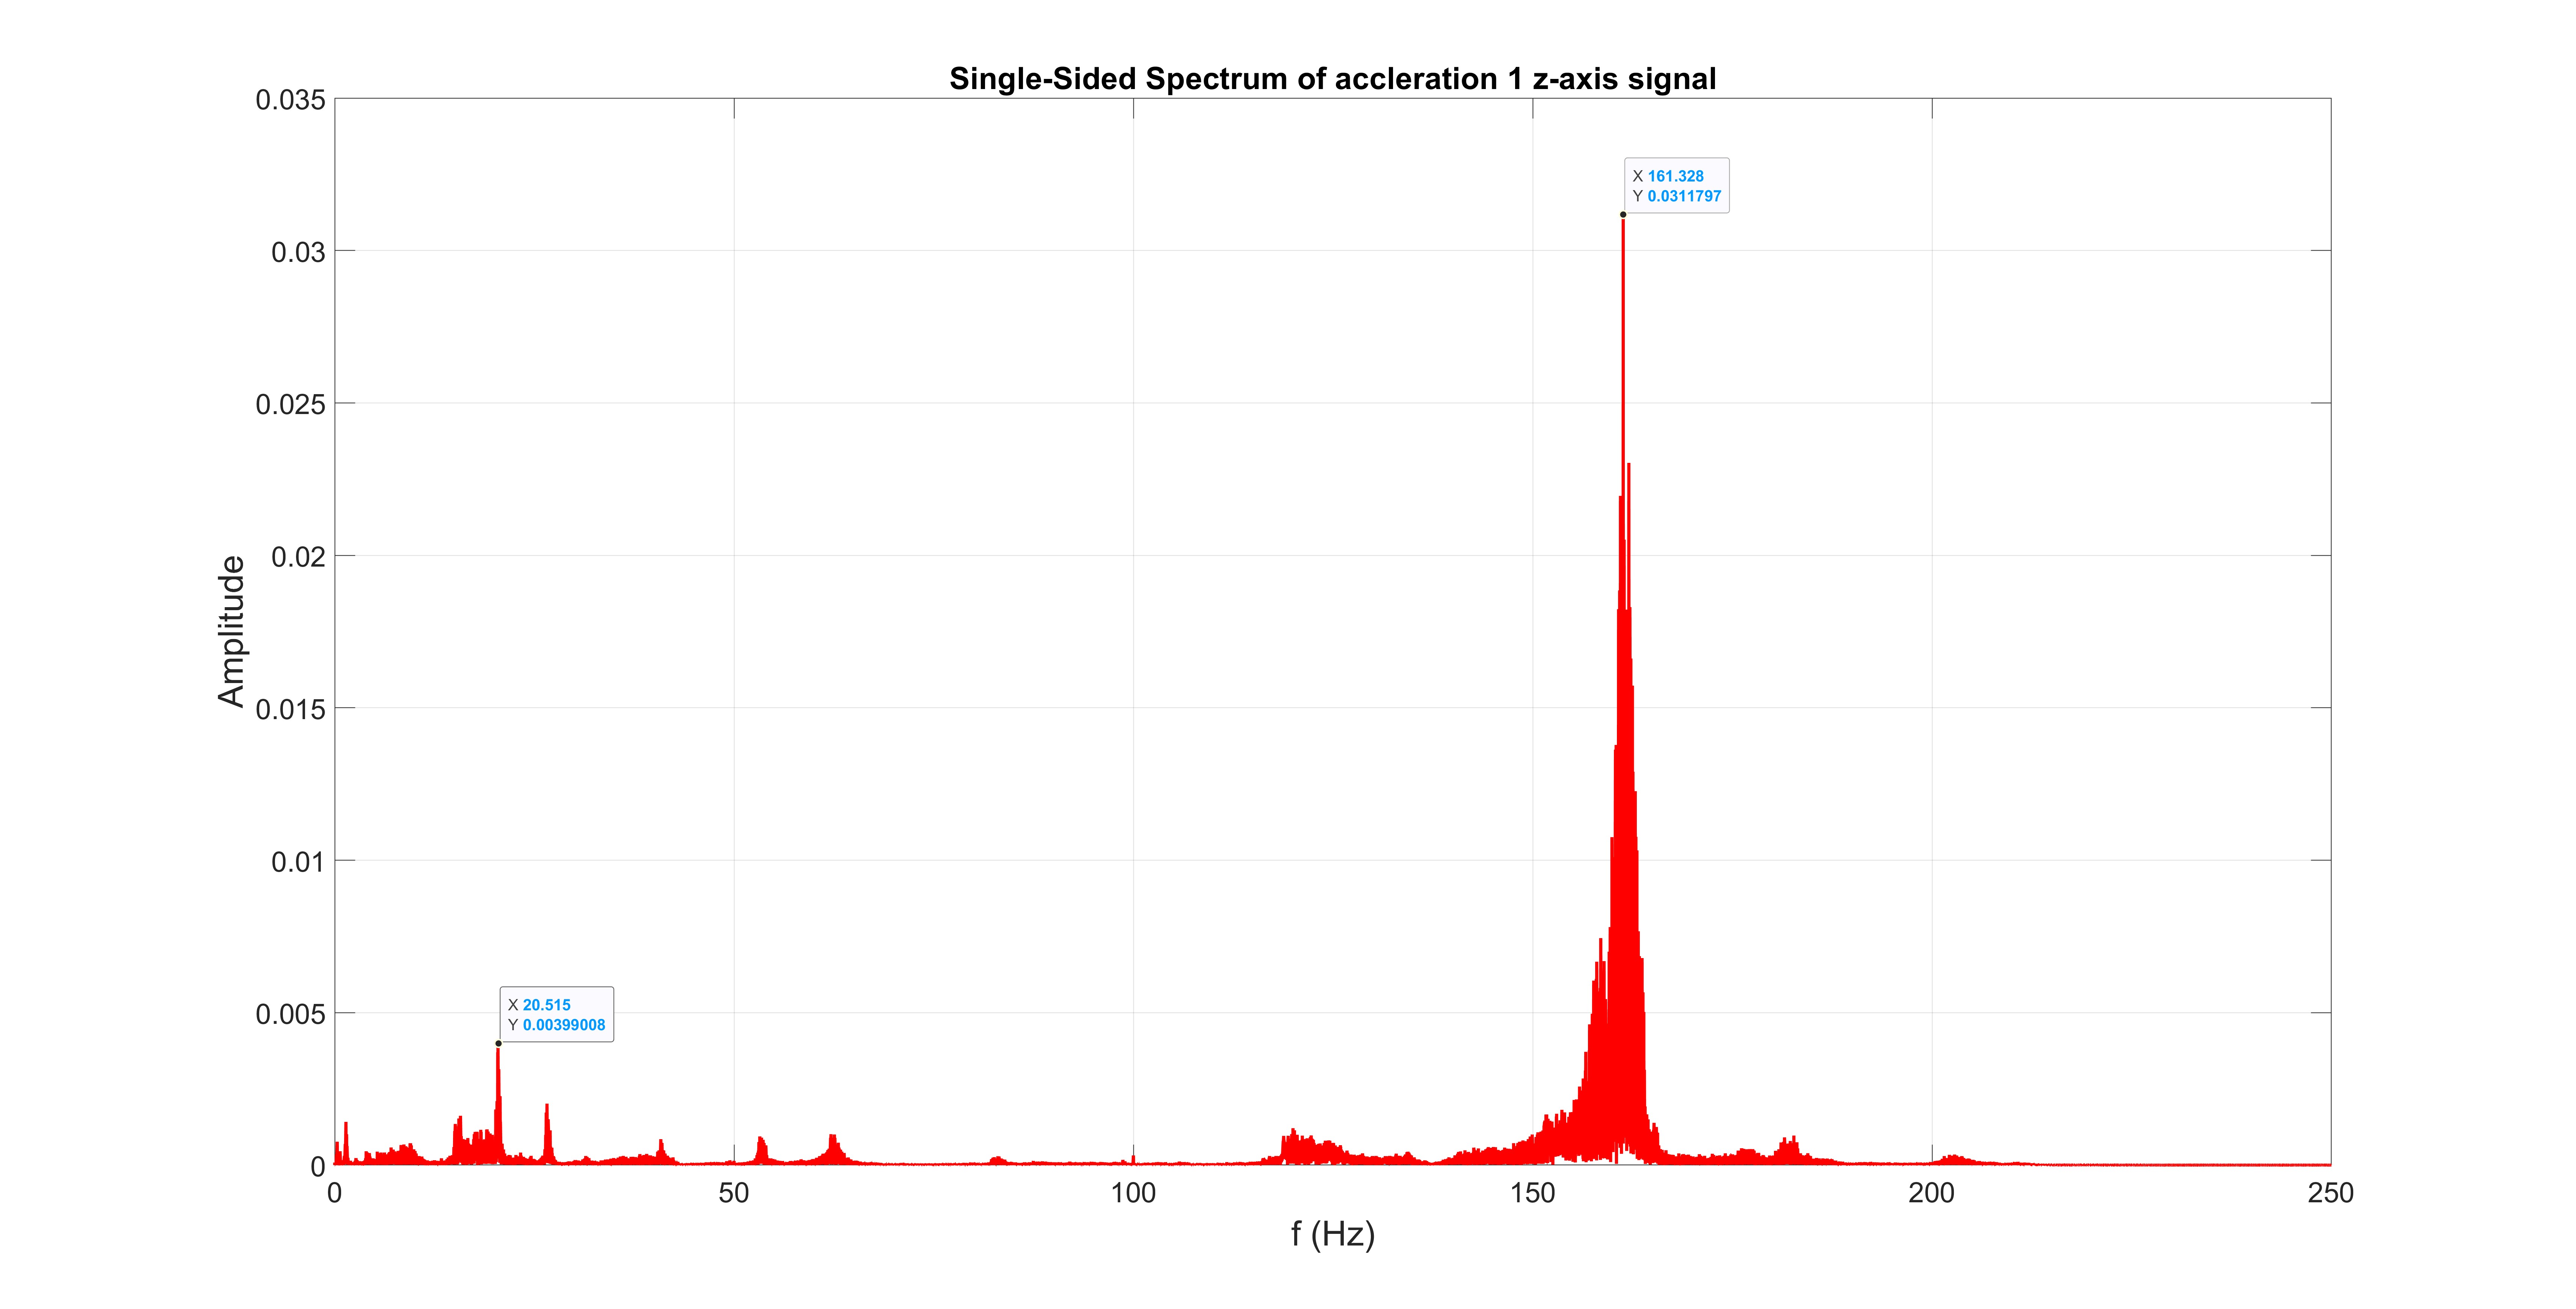 Single-Sided Spectrum of accleration 1 z-axis signal
0.035
0.03
0.025
0.02
0.015
0.01
0.005
0
Amplitude
X 161.328
Y 0.0311797
X 20.515
Y 0.00399008
0 50 100 150 200 250
f (Hz)